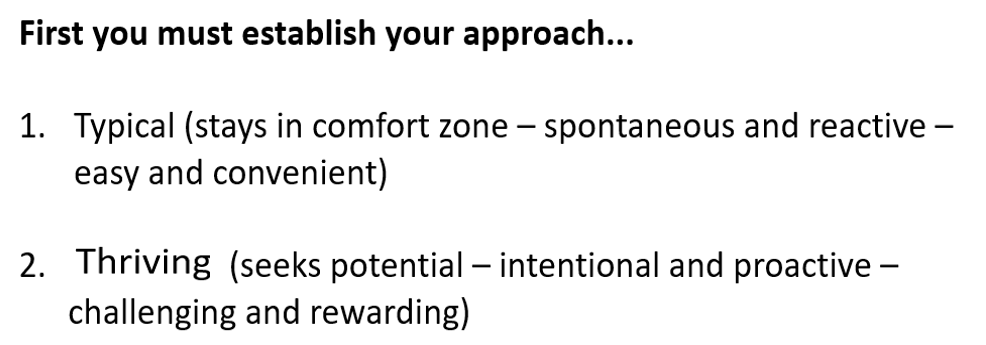 First you must establish your approach...
1. Typical (stays in comfort zone – spontaneous and reactive –
easy and convenient)
2. Thriving (seeks potential – intentional and proactive –
challenging and rewarding)